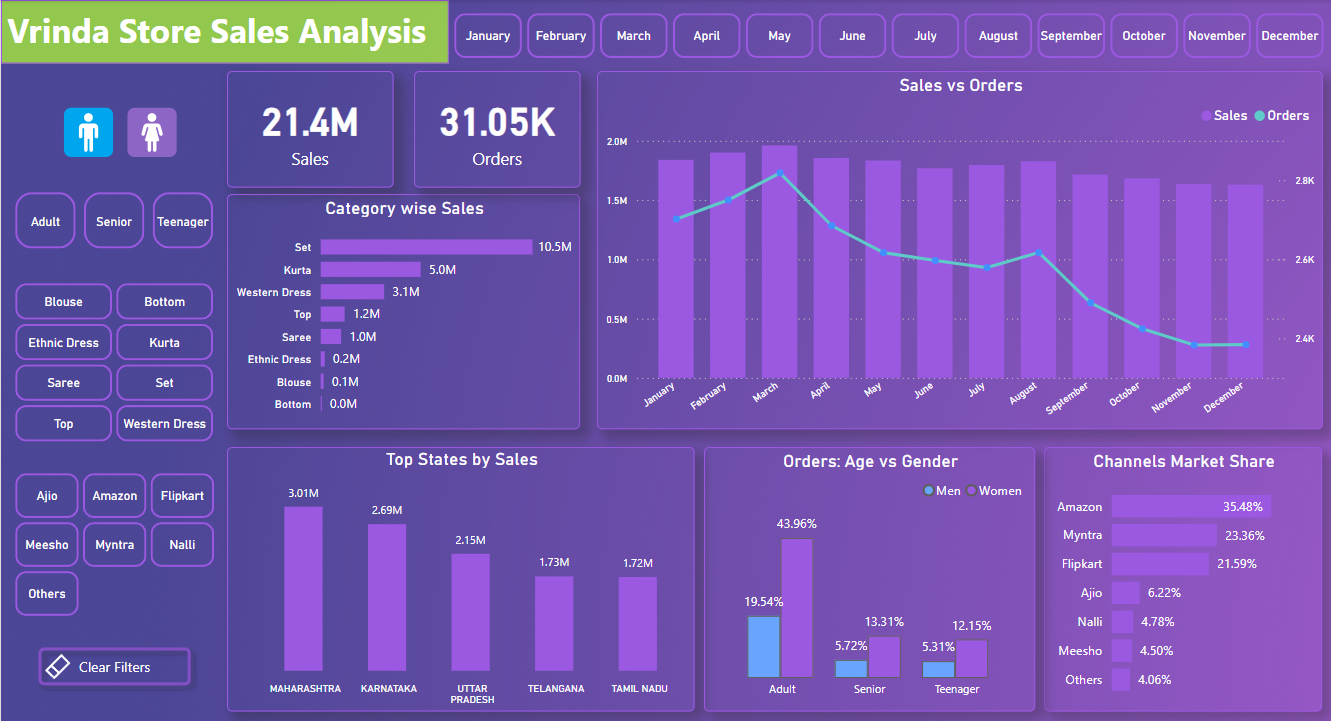 Vrinda Store Sales Analysis
January February March April May June July August September October November December
21.4M
Sales
31.05K
Orders
Adult Senior Teenager
Blouse Bottom
Ethnic Dress Kurta
Saree Set
Top Western Dress
Ajio Amazon Flipkart
Meesho Myntra Nalli
Others
Clear Filters
Category wise Sales
Set 10.5M
Kurta 5.0M
Western Dress 3.1M
Top 1.2M
Saree 1.0M
Ethnic Dress 0.2M
Blouse 0.1M
Bottom 0.0M
Sales vs Orders
Sales Orders
2.0M
2.8K
1.5M
1.0M 2.6K
0.5M
2.4K
0.0M
January February March April May June July August September October November December
Top States by Sales
3.01M
2.69M
2.15M
1.73M
1.72M
MAHARASHTRA KARNATAKA UTTAR TELANGANA TAMIL NADU
PRADESH
Orders: Age vs Gender
Men Women
43.96%
19.54%
13.31%
5.72%
12.15%
5.31%
Adult Senior Teenager
Channels Market Share
Amazon 35.48%
Myntra 23.36%
Flipkart 21.59%
Ajio 6.22%
Nalli 4.78%
Meesho 4.50%
Others 4.06%